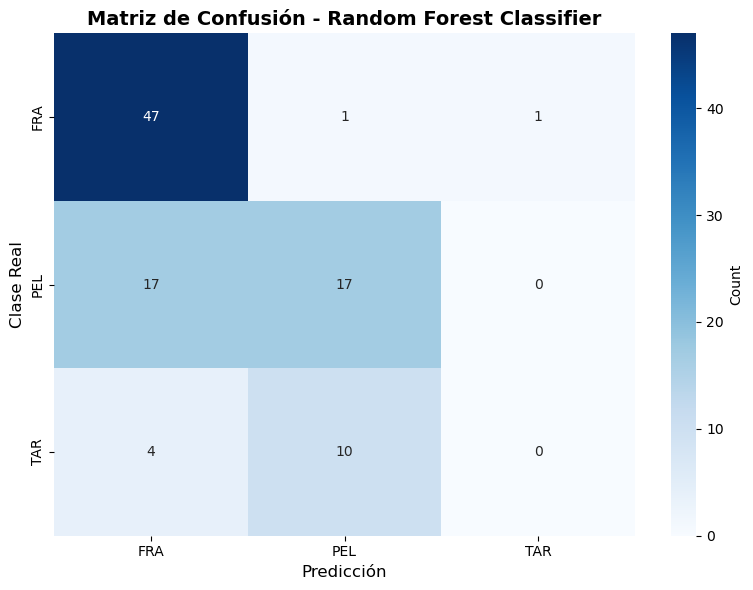 Matriz de Confusión - Random Forest Classifier
FRA
47
1
1
PEL
17
17
0
TAR
4
10
0
FRA
PEL
TAR
Predicción
Clase Real
40
30
20
10
0
Count